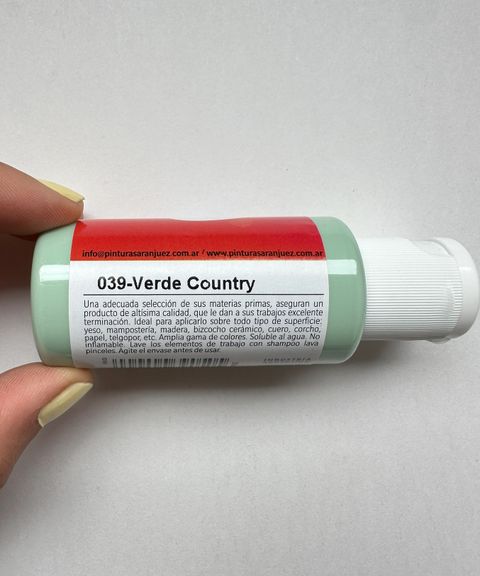 info@pinturasaranjuez.com.ar / www.pinturasaranjuez.com.ar
039-Verde Country
Una adecuada selección de sus materias primas, aseguran un
producto de altísima calidad, que le dan a sus trabajos excelente
terminación. Ideal para aplicarlo sobre todo tipo de superficie:
yeso, mampostería, madera, bizcocho cerámico, cuero, corcho,
papel, telgopor, etc. Amplia gama de colores. Soluble al agua. No
inflamable. Lave los elementos de trabajo con shampoo lava
pinceles. Agite el envase antes de usar.
INDUSTRIA